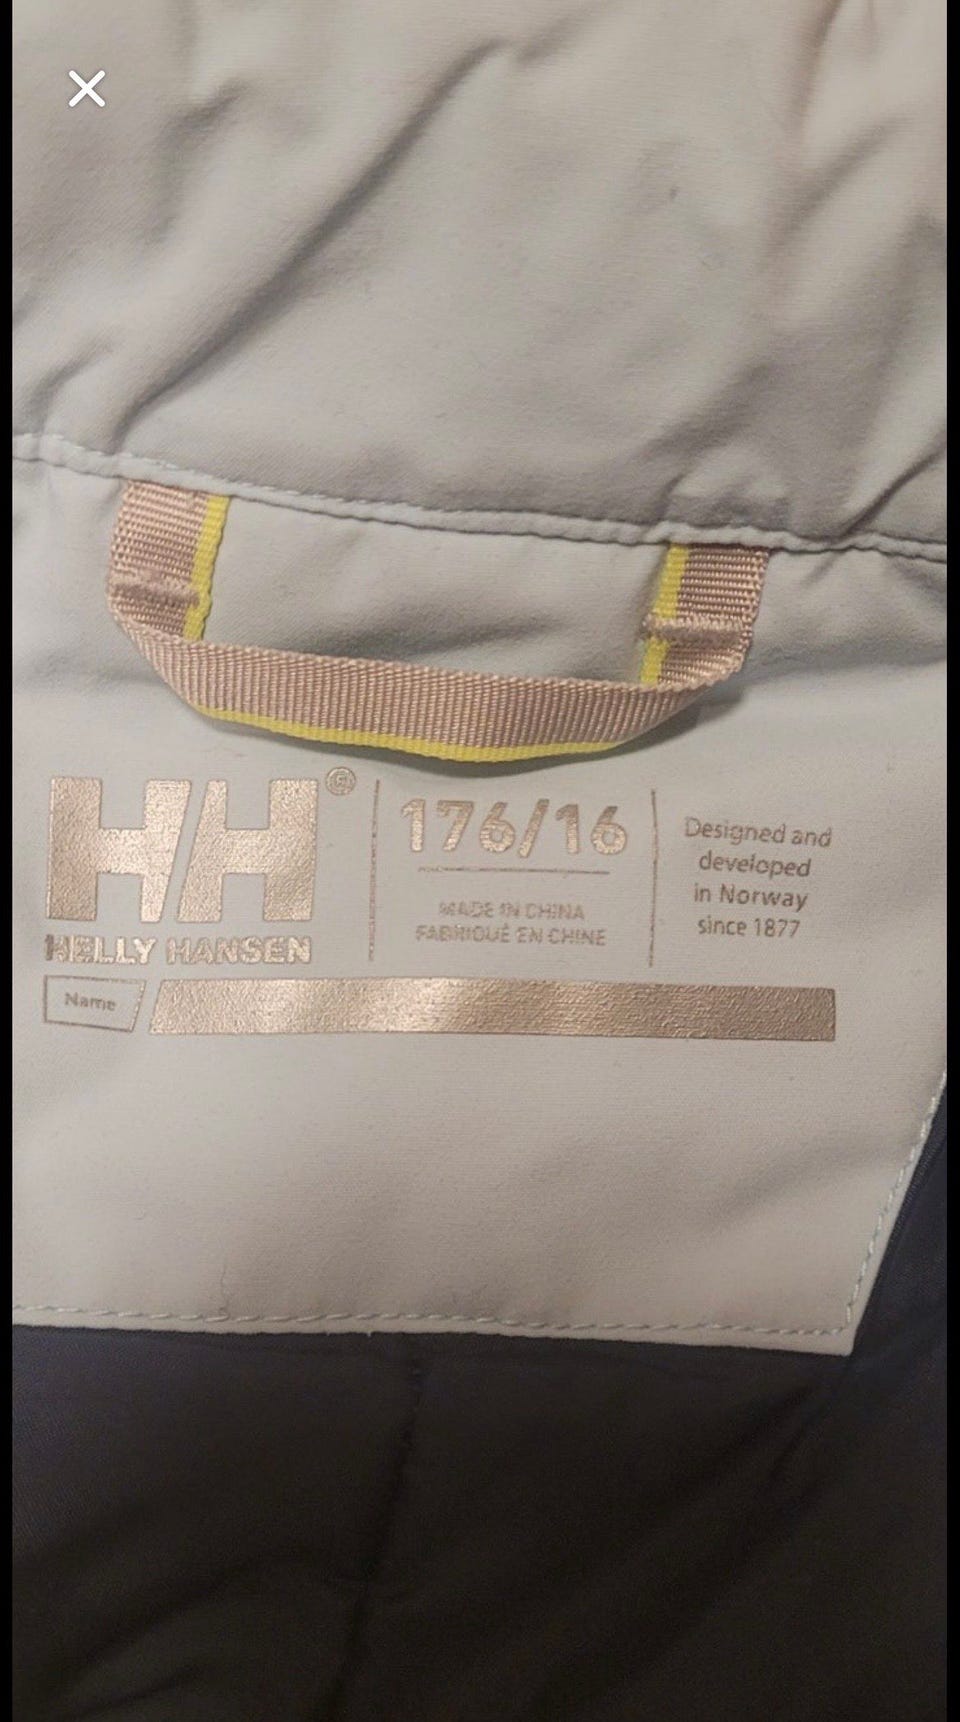 HH®
HELLY HANSEN
Name
176/16
MADE IN CHINA
FABRIQUÉ EN CHINE
Designed and
developed
in Norway
since 1877